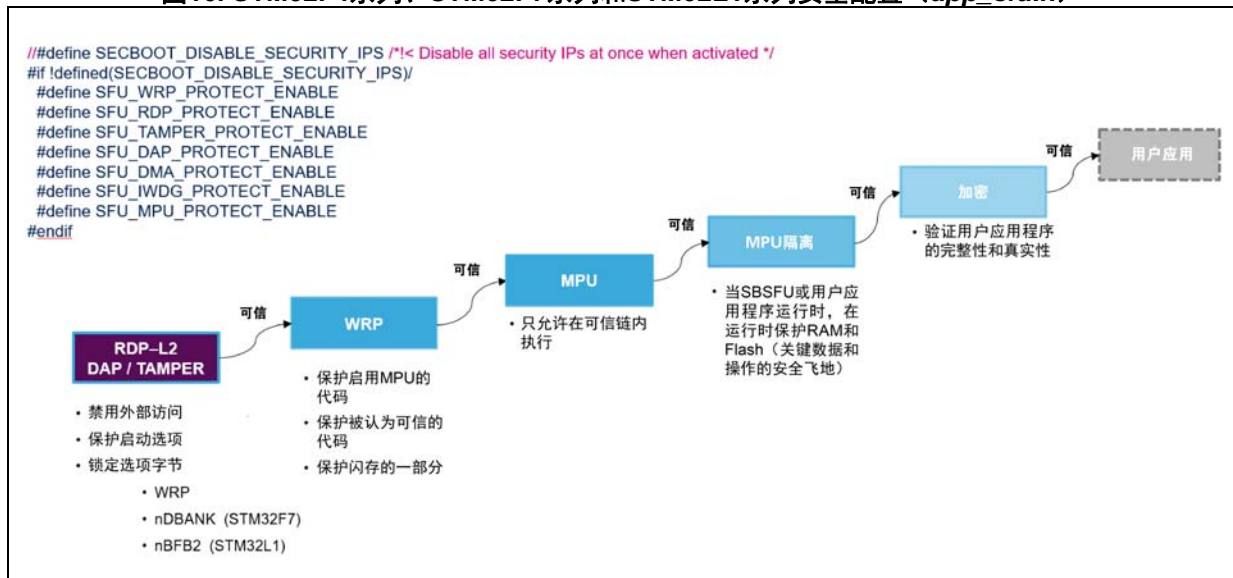 //#define SECBOOT_DISABLE_SECURITY_IPS /*!< Disable all security IPs at once when activated */
#if !defined(SECBOOT_DISABLE_SECURITY_IPS)/
#define SFU_WRP_PROTECT_ENABLE
#define SFU_RDP_PROTECT_ENABLE
#define SFU_TAMPER_PROTECT_ENABLE
#define SFU_DAP_PROTECT_ENABLE
#define SFU_DMA_PROTECT_ENABLE
#define SFU_IWDG_PROTECT_ENABLE
#define SFU_MPU_PROTECT_ENABLE
#endif
RDP–L2
DAP / TAMPER
• 禁用外部访问
• 保护启动选项
• 锁定选项字节
• WRP
• nDBANK (STM32F7)
• nBFB2 (STM32L1)
可信
WRP
• 保护启用MPU的
代码
• 保护被认为可信的
代码
• 保护闪存的一部分
可信
MPU
• 只允许在可信链内
执行
可信
MPU隔离
• 当SBSFU或用户应
用程序运行时，在
运行时保护RAM和
Flash（关键数据和
操作的安全飞地）
可信
加密
• 验证用户应用程序
的完整性和真实性
可信
用户应用